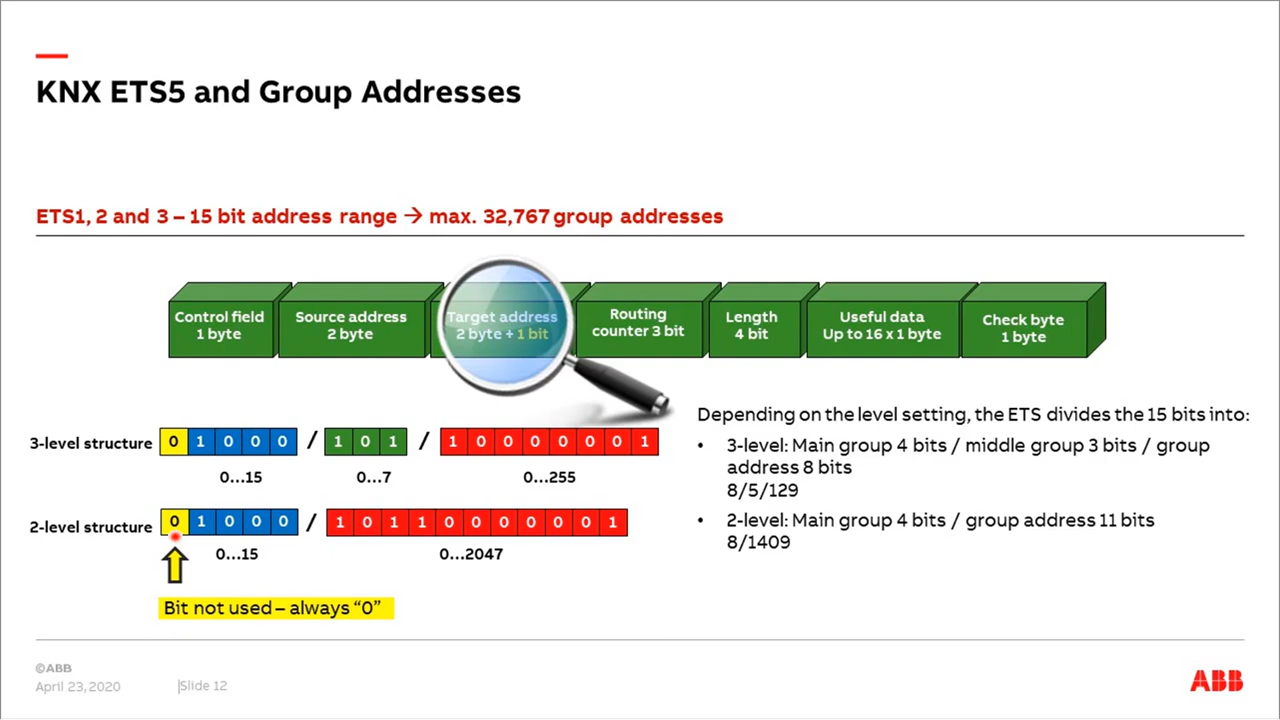 KNX ETS5 and Group Addresses
ETS1, 2 and 3 – 15 bit address range → max. 32,767 group addresses
Control field
1 byte
Source address
2 byte
Target address
2 byte + 1 bit
Routing
counter 3 bit
Length
4 bit
Useful data
Up to 16 x 1 byte
Check byte
1 byte
3-level structure 0 1 0 0 0 / 1 0 1 / 1 0 0 0 0 0 0 1
0...15 0...7 0...255
2-level structure 0 1 0 0 0 / 1 0 1 1 0 0 0 0 0 0 1
0...15 0...2047
Bit not used – always “0”
Depending on the level setting, the ETS divides the 15 bits into:
• 3-level: Main group 4 bits / middle group 3 bits / group
address 8 bits
8/5/129
• 2-level: Main group 4 bits / group address 11 bits
8/1409
©ABB
April 23, 2020 |Slide 12
ABB